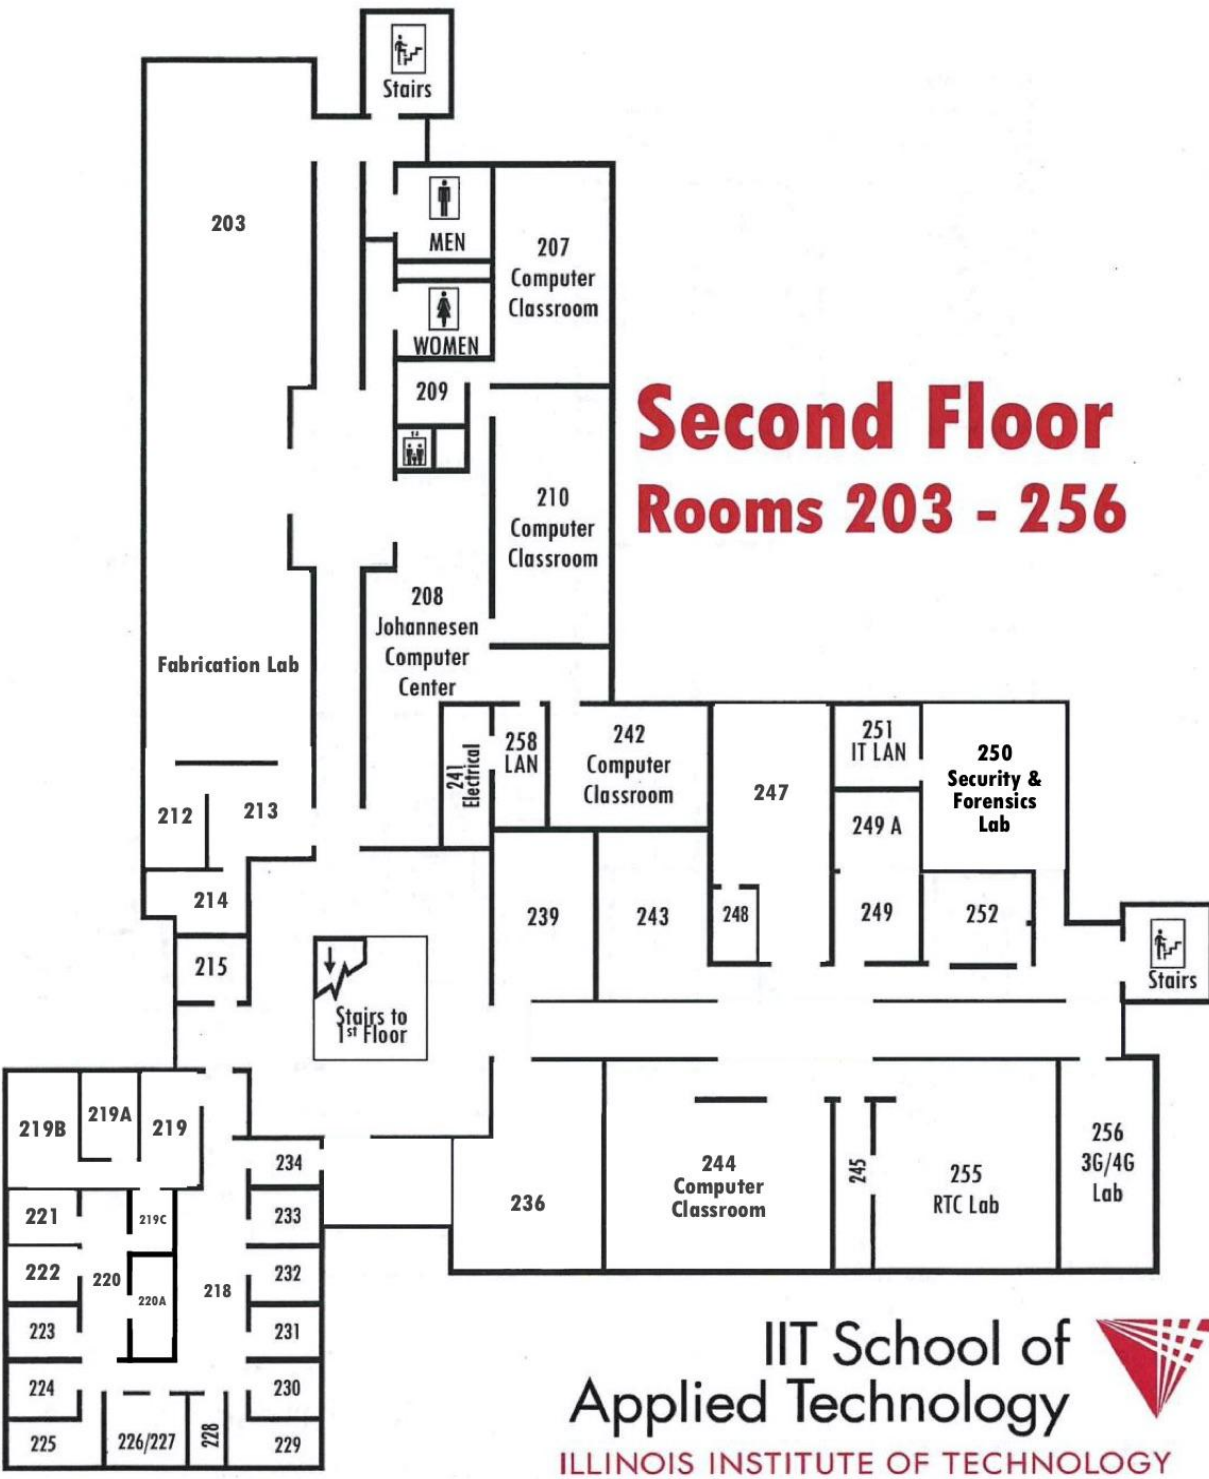 Stairs
203
MEN
207
Computer
Classroom
WOMEN
209
Second Floor
Rooms 203 - 256
210
Computer
Classroom
208
Johannesen
Computer
Center
Fabrication Lab
241
Electrical
258
LAN
242
Computer
Classroom
247
251
IT LAN
250
Security &
Forensics
Lab
212
213
249 A
214
239
243
248
249
252
215
Stairs
Stairs to
1st Floor
219B
219A
219
234
244
Computer
Classroom
245
255
RTC Lab
256
3G/4G
Lab
236
221
219C
233
222
220
220A
218
232
223
231
224
230
225
226/227
228
229
IIT School of
Applied Technology
ILLINOIS INSTITUTE OF TECHNOLOGY